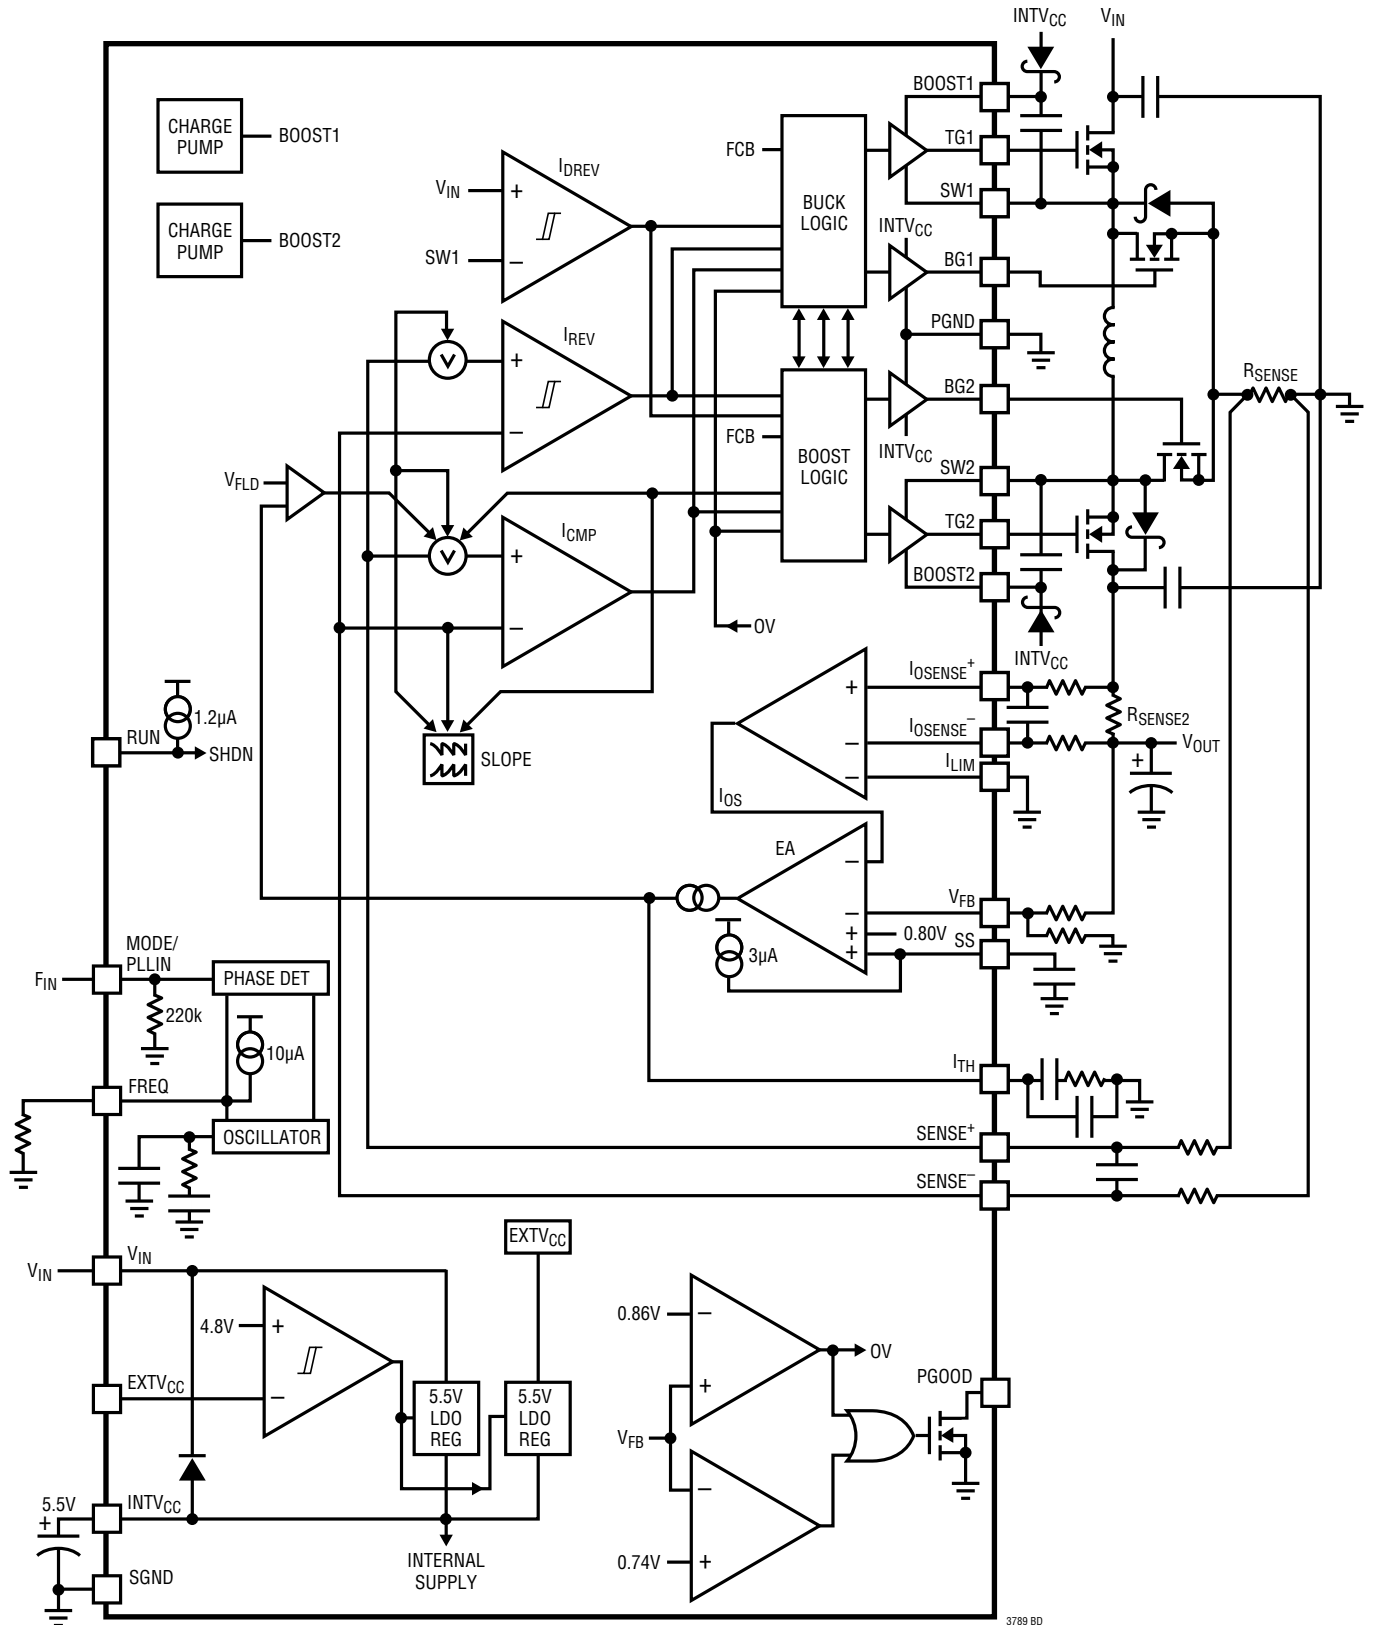 INTVCC
VIN
BOOST1
CHARGE
PUMP
BOOST1
TG1
FCB
IDREV
VIN
+
BUCK
LOGIC
SW1
CHARGE
PUMP
BOOST2
INTVCC
SW1
−
BG1
IREV
PGND
+
V
RSENSE
BG2
−
FCB
INTVCC
BOOST
LOGIC
SW2
VFLD
ICMP
TG2
+
V
BOOST2
−
OV
INTVCC
IOSENSE+
+
1.2µA
RUN
SHDN
SLOPE
IOSENSE−
−
RSENSE2
VOUT
ILIM
−
+
IOS
EA
−
VFB
−
+
0.80V
SS
+
3µA
MODE/
PLLIN
FIN
PHASE DET
220k
10µA
ITH
FREQ
OSCILLATOR
SENSE+
SENSE−
EXTVCC
VIN
VIN
4.8V
+
0.86V
−
OV
EXTVCC
−
5.5V
LDO
REG
5.5V
LDO
REG
+
PGOOD
VFB
−
5.5V
+
INTVCC
INTERNAL
SUPPLY
0.74V
+
SGND
3789 BD